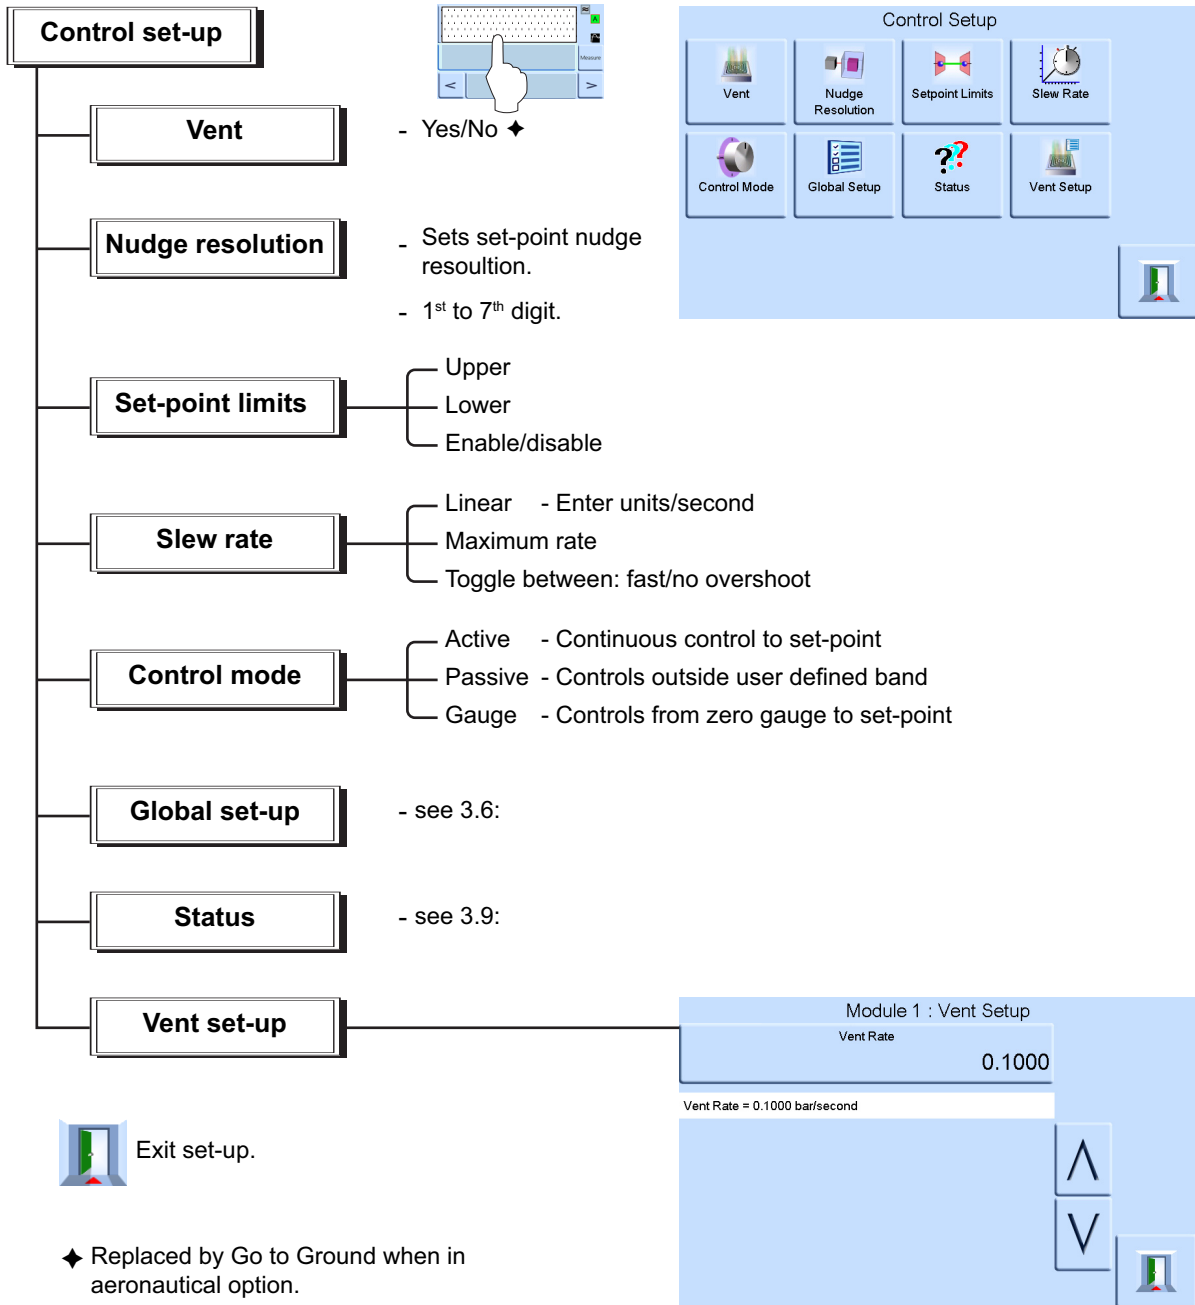 Control set-up
Measure
<
>
Vent
- Yes/No ✦
Nudge resolution
- Sets set-point nudge
resoultion.
- 1st to 7th digit.
Set-point limits
Upper
Lower
Enable/disable
Slew rate
Linear - Enter units/second
Maximum rate
Toggle between: fast/no overshoot
Control mode
Active - Continuous control to set-point
Passive - Controls outside user defined band
Gauge - Controls from zero gauge to set-point
Global set-up
- see 3.6:
Status
- see 3.9:
Vent set-up
Exit set-up.
✦ Replaced by Go to Ground when in
aeronautical option.
Control Setup
Vent
Nudge
Resolution
Setpoint Limits
Slew Rate
Control Mode
Global Setup
???
Status
Vent Setup
Module 1 : Vent Setup
Vent Rate
0.1000
Vent Rate = 0.1000 bar/second